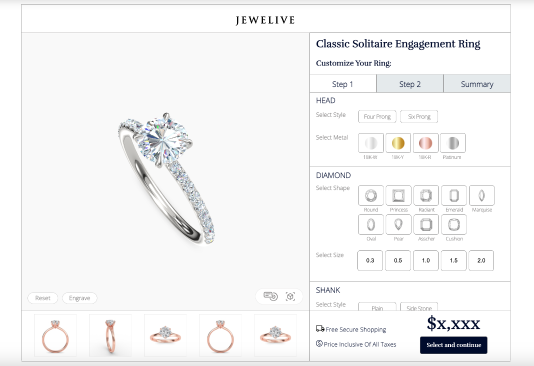 JEWELIVE
Classic Solitaire Engagement Ring
Customize Your Ring:
Step 1 Step 2 Summary
HEAD
Select Style Four Prong Six Prong
Select Metal
18K-W 18K-Y 18K-R Platinum
DIAMOND
Select Shape
Round Princess Radiant Emerald Marquise
Oval Pear Asscher Cushion
Select Size 0.3 0.5 1.0 1.5 2.0
SHANK
Select Style Plain Side Stone
Reset Engrave
Free Secure Shopping
Price Inclusive Of All Taxes
$x,xxx
Select and continue